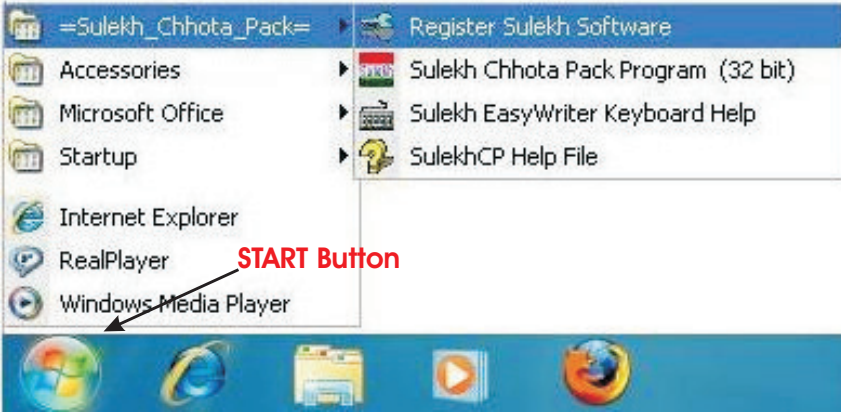 =Sulekh_Chhota_Pack=
Register Sulekh Software
Accessories
Sulekh Chhota Pack Program (32 bit)
Microsoft Office
Sulekh EasyWriter Keyboard Help
Startup
SulekhCP Help File
Internet Explorer
RealPlayer
START Button
Windows Media Player